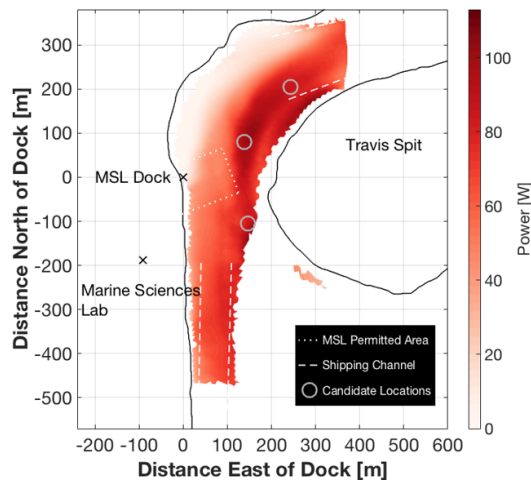 300
200
100
0
-100
-200
-300
-400
-500
Distance North of Dock [m]
MSL Dock
×
Travis Spit
×
Marine Sciences
Lab
MSL Permitted Area
Shipping Channel
Candidate Locations
-200 -100 0 100 200 300 400 500 600
Distance East of Dock [m]
100
80
60
40
20
0
Power [W]